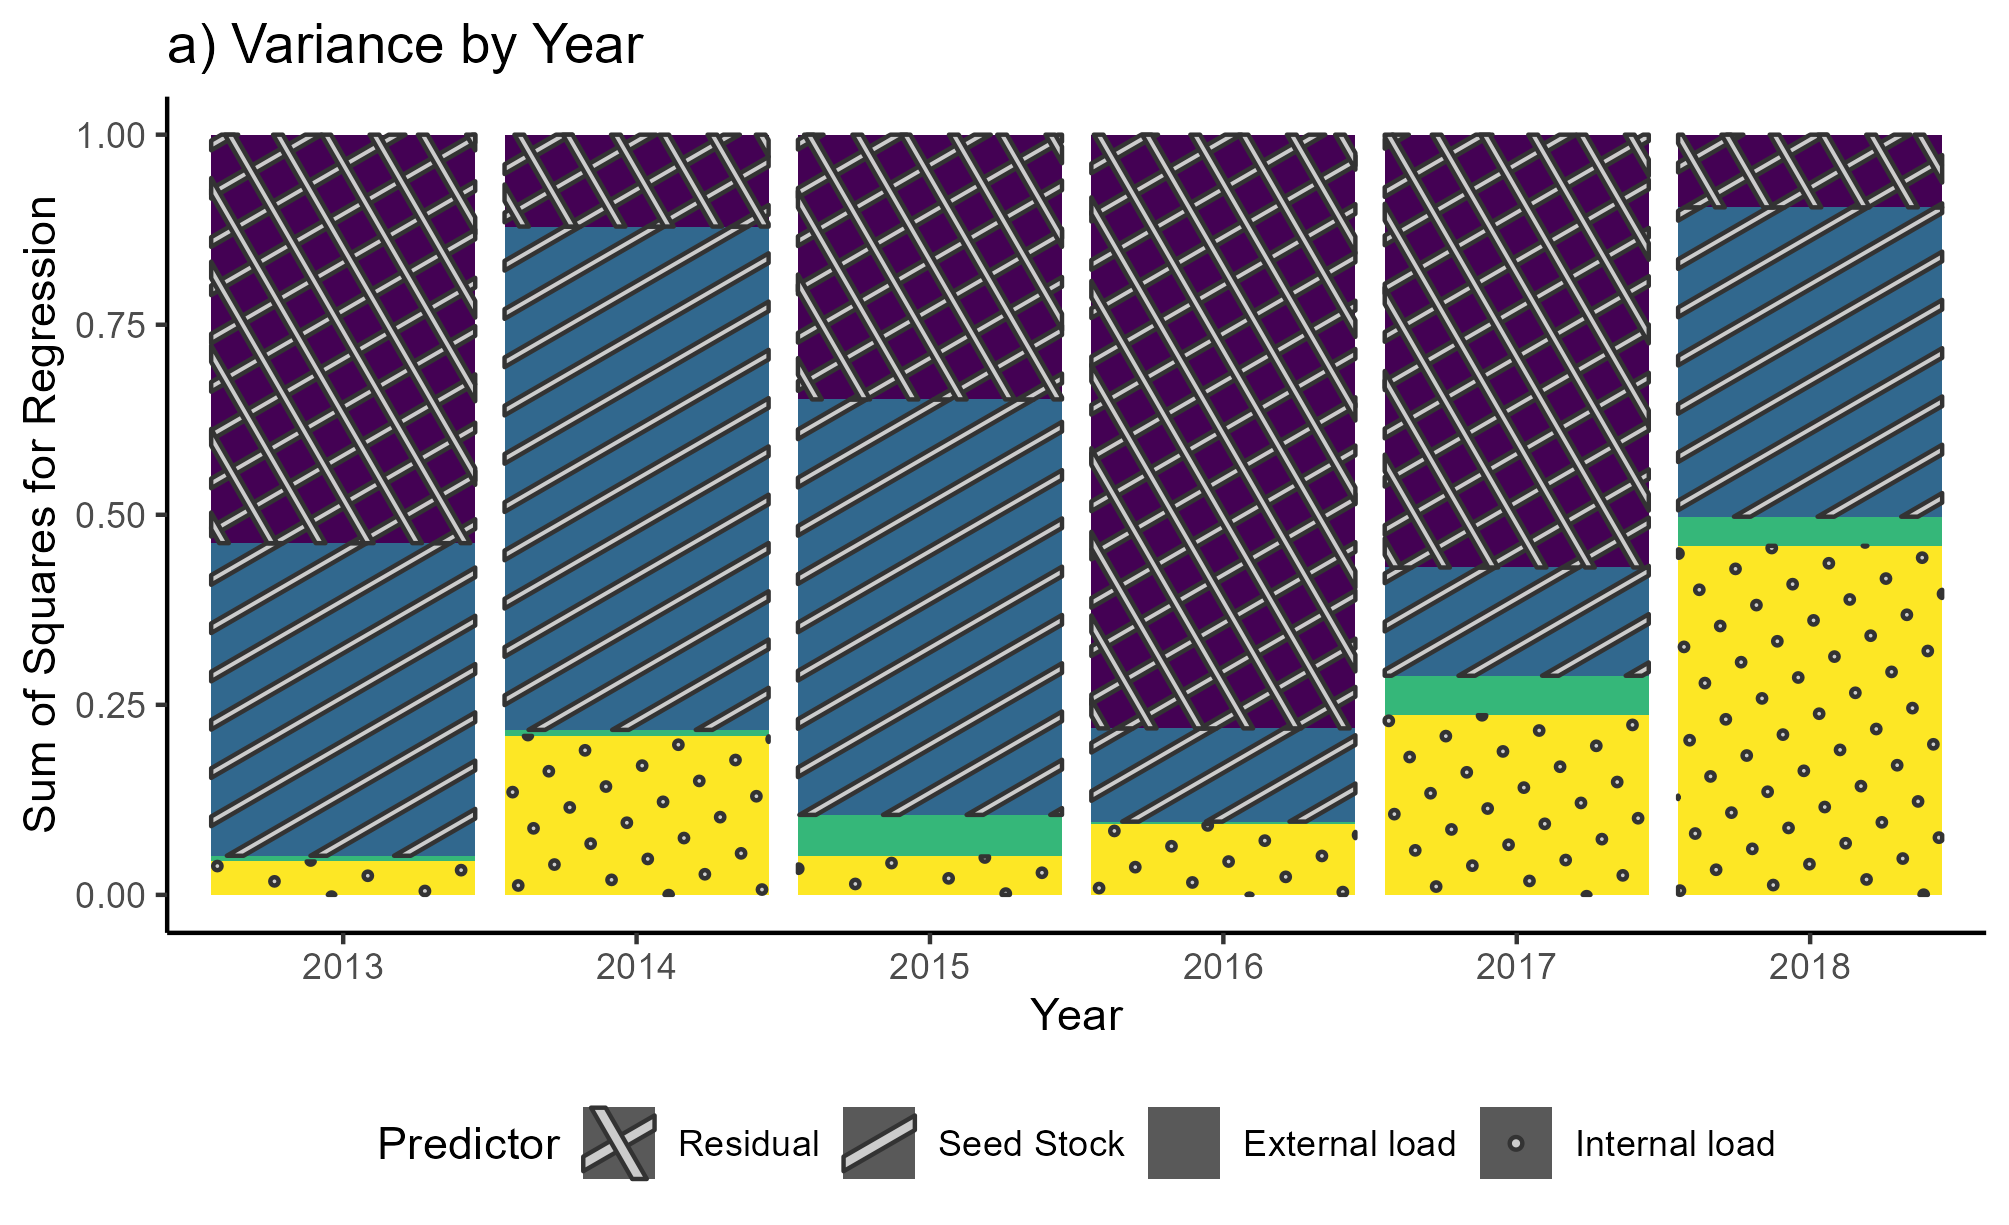 a) Variance by Year
Sum of Squares for Regression
1.00
0.75
0.50
0.25
0.00
2013 2014 2015 2016 2017 2018
Year
Predictor Residual Seed Stock External load Internal load